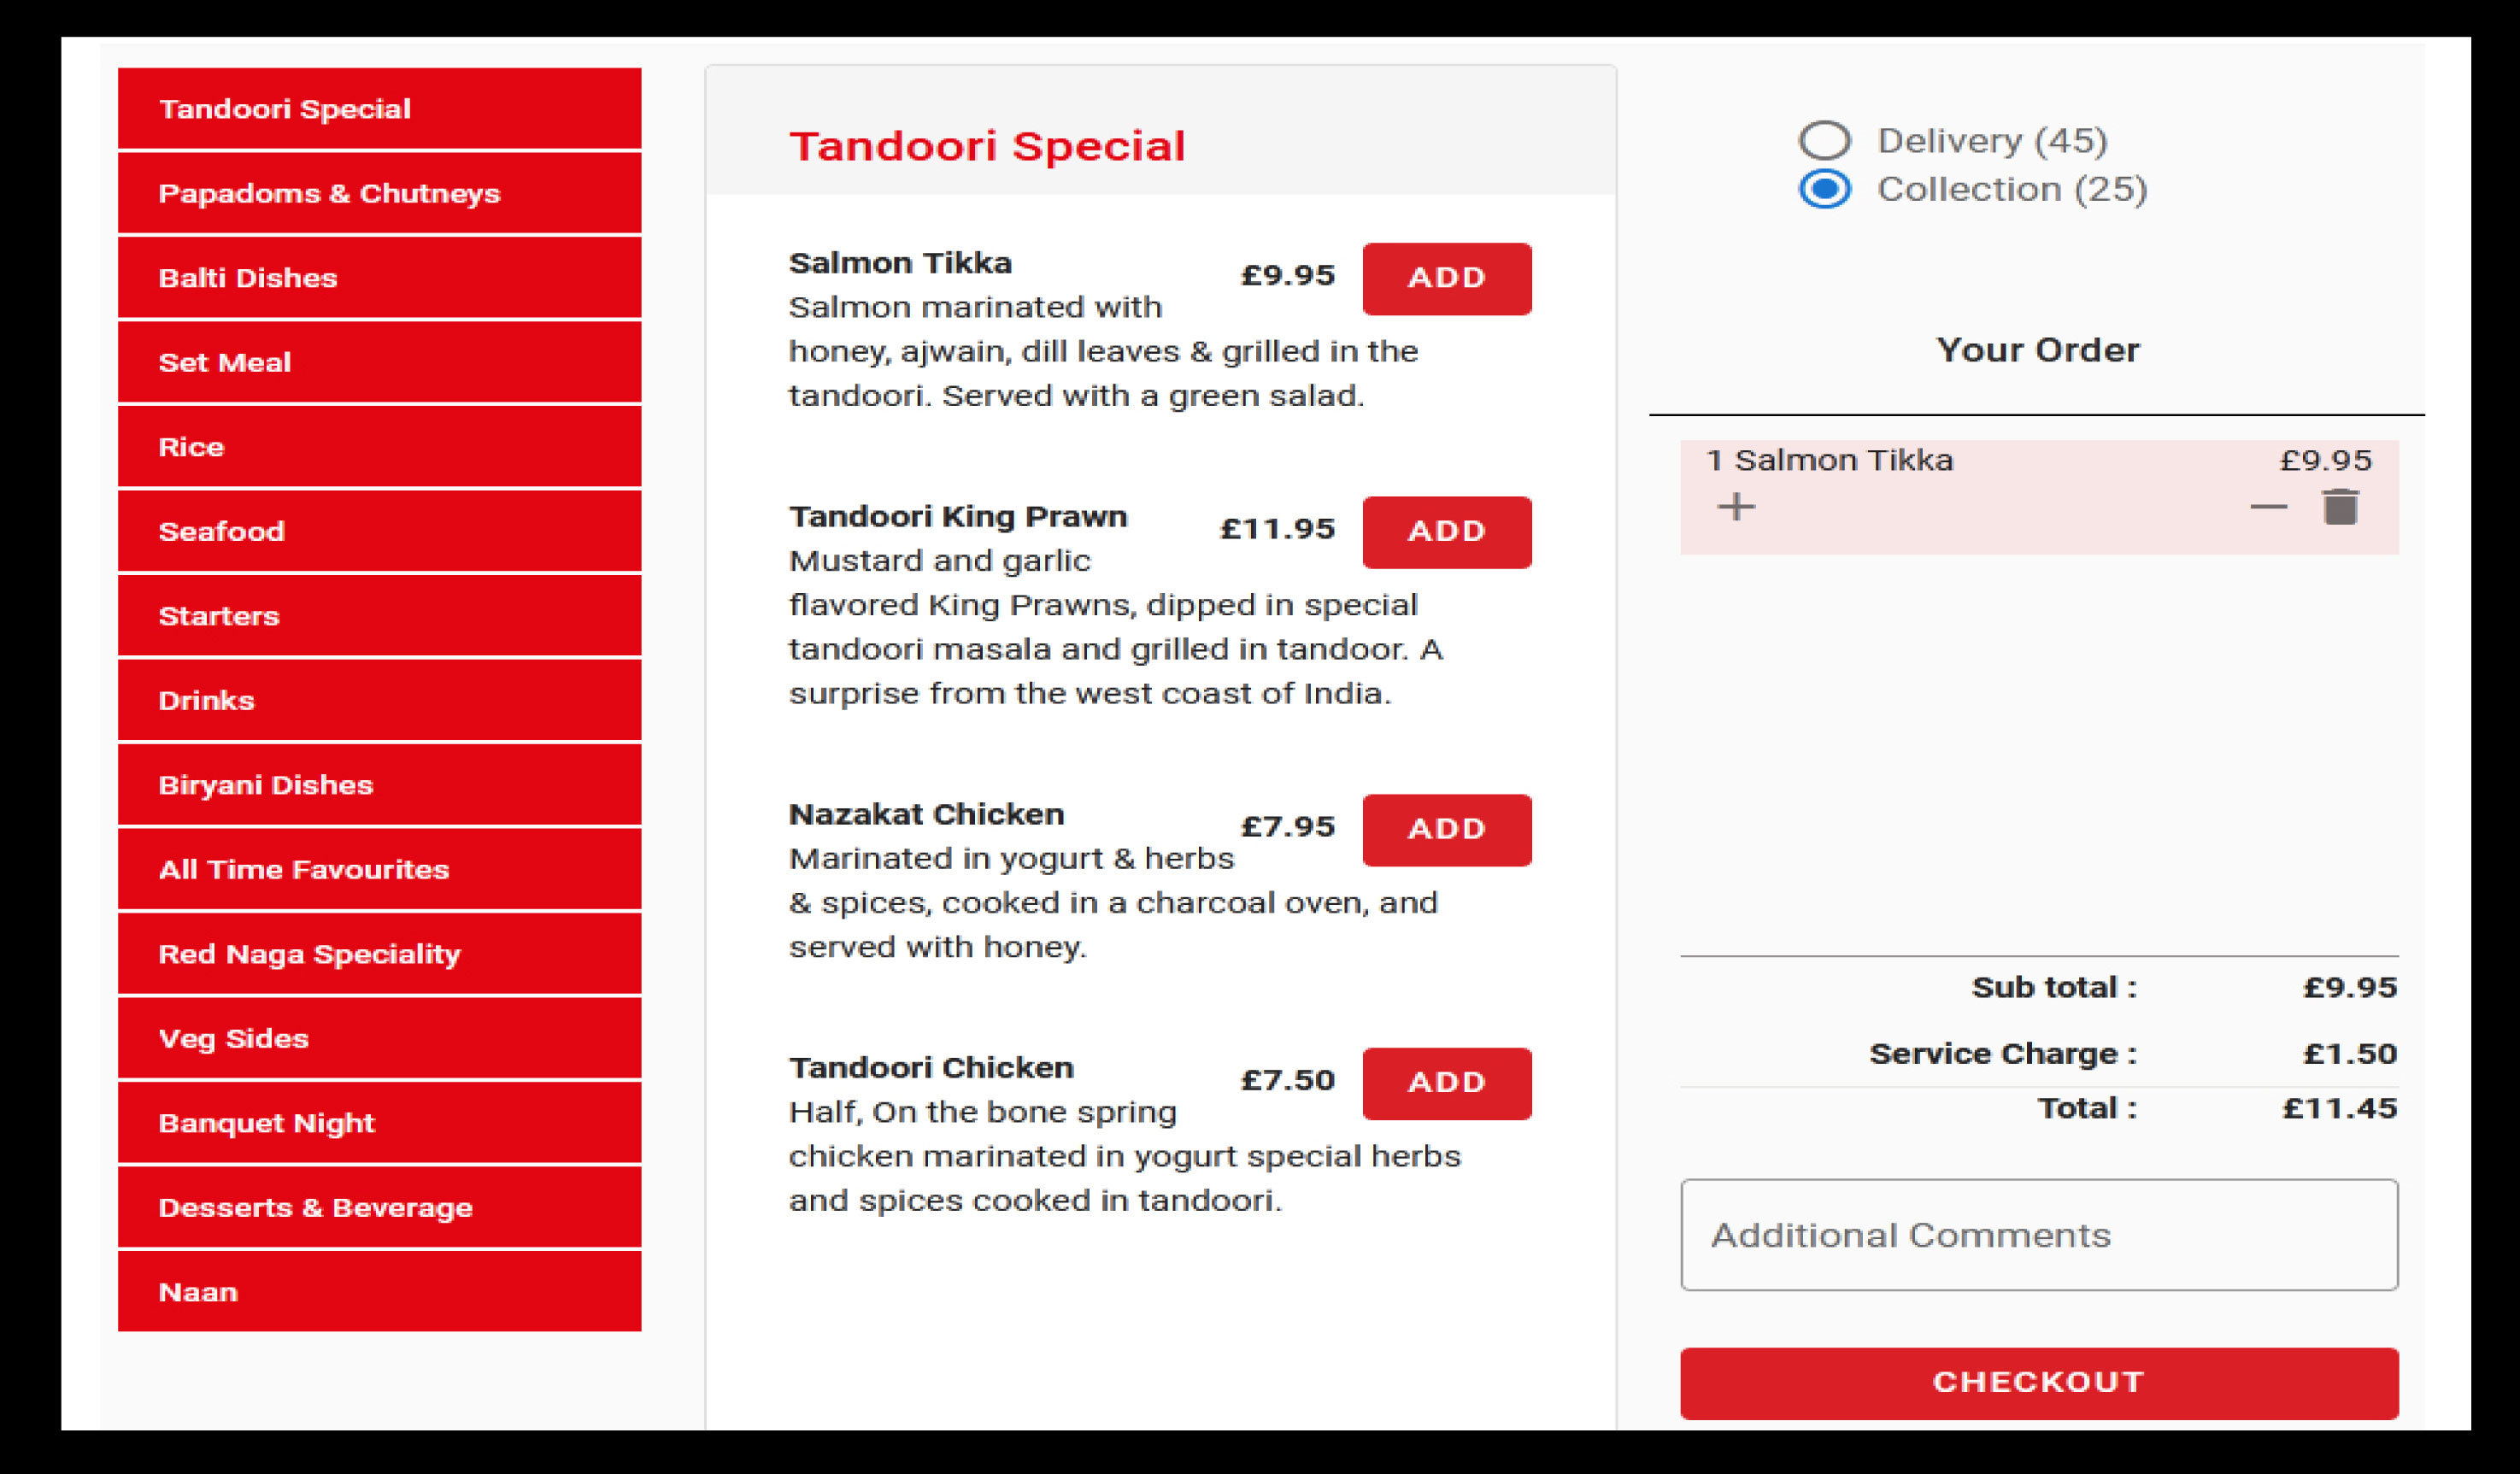 Tandoori Special
Papadoms & Chutneys
Balti Dishes
Set Meal
Rice
Seafood
Starters
Drinks
Biryani Dishes
All Time Favourites
Red Naga Speciality
Veg Sides
Banquet Night
Desserts & Beverage
Naan
Tandoori Special
Salmon Tikka
£9.95 ADD
Salmon marinated with
honey, ajwain, dill leaves & grilled in the
tandoori. Served with a green salad.
Tandoori King Prawn
£11.95 ADD
Mustard and garlic
flavored King Prawns, dipped in special
tandoori masala and grilled in tandoor. A
surprise from the west coast of India.
Nazakat Chicken
£7.95 ADD
Marinated in yogurt & herbs
& spices, cooked in a charcoal oven, and
served with honey.
Tandoori Chicken
£7.50 ADD
Half, On the bone spring
chicken marinated in yogurt special herbs
and spices cooked in tandoori.
Delivery (45)
Collection (25)
Your Order
1 Salmon Tikka £9.95
Sub total : £9.95
Service Charge : £1.50
Total : £11.45
Additional Comments
CHECKOUT